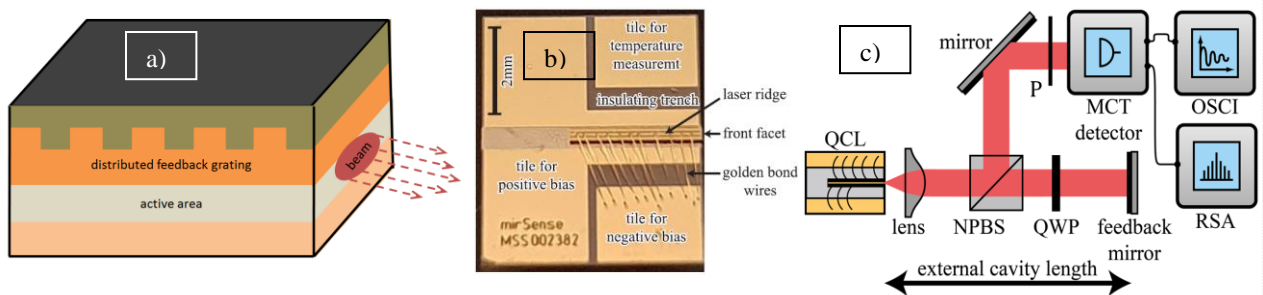 a)
distributed feedback grating
beam
active area
b)
2mm
tile for
temperature
measuremt
insulating trench
laser ridge
front facet
tile for
positive bias
golden bond
wires
mirSense
MSS002382
tile for
negative bias
c)
mirror
P
MCT
detector
OSCI
QCL
lens
NPBS
QWP
feedback
mirror
RSA
external cavity length